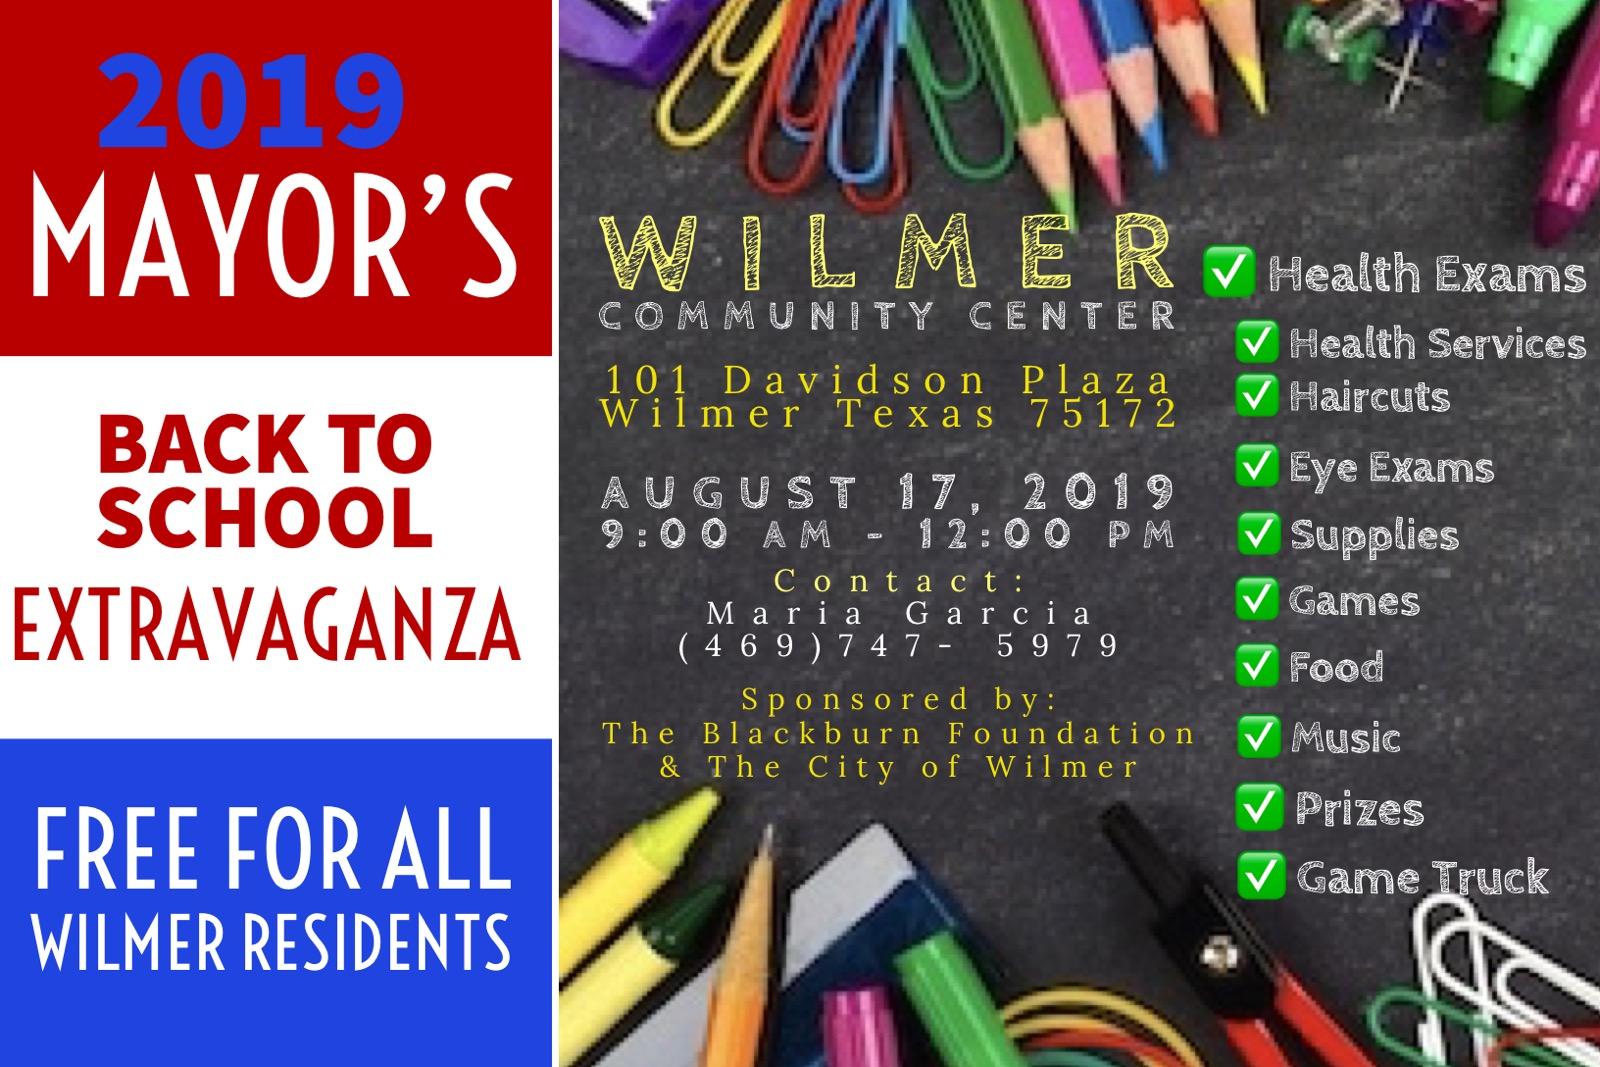 2019
MAYOR'S
BACK TO
SCHOOL
EXTRAVAGANZA
FREE FOR ALL
WILMER RESIDENTS
WILMER
COMMUNITY CENTER
101 Davidson Plaza
Wilmer Texas 75172
AUGUST 17, 2019
9:00 AM - 12:00 PM
Contact:
Maria Garcia
(469)747- 5979
Sponsored by:
The Blackburn Foundation
& The City of Wilmer
Health Exams
Health Services
Haircuts
Eye Exams
Supplies
Games
Food
Music
Prizes
Game Truck